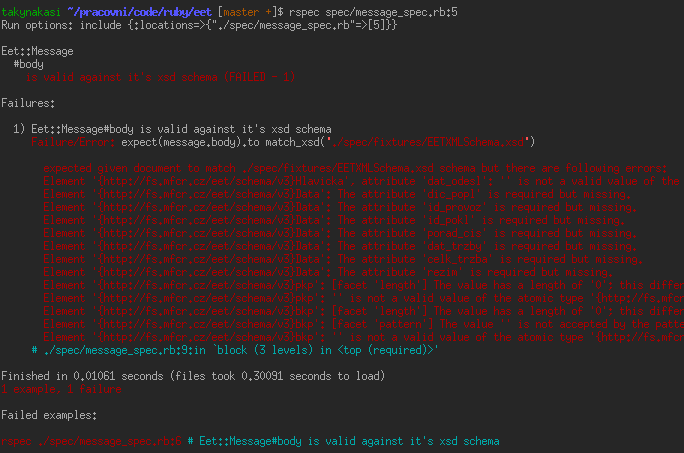 takynakasi ~/pracovni/code/ruby/eet [master +]$ rspec spec/message_spec.rb:5
Run options: include {:locations=>{"./spec/message_spec.rb"=>[5]}}
Eet::Message
#body
is valid against it's xsd schema (FAILED - 1)
Failures:
1) Eet::Message#body is valid against it's xsd schema
Failure/Error: expect(message.body).to match_xsd("./spec/fixtures/EETXMLSchema.xsd")
expected given document to match ./spec/fixtures/EETXMLSchema.xsd schema but there are following errors:
Element '{http://fs.mfcr.cz/eet/schema/v3}Hlavicka', attribute 'dat_odesl': '' is not a valid value of the
Element '{http://fs.mfcr.cz/eet/schema/v3}Data': The attribute 'dic_popl' is required but missing.
Element '{http://fs.mfcr.cz/eet/schema/v3}Data': The attribute 'id_provoz' is required but missing.
Element '{http://fs.mfcr.cz/eet/schema/v3}Data': The attribute 'id_pokl' is required but missing.
Element '{http://fs.mfcr.cz/eet/schema/v3}Data': The attribute 'porad_cis' is required but missing.
Element '{http://fs.mfcr.cz/eet/schema/v3}Data': The attribute 'dat_trzby' is required but missing.
Element '{http://fs.mfcr.cz/eet/schema/v3}Data': The attribute 'celk_trzba' is required but missing.
Element '{http://fs.mfcr.cz/eet/schema/v3}Data': The attribute 'rezim' is required but missing.
Element '{http://fs.mfcr.cz/eet/schema/v3}pkp': [facet 'length'] The value has a length of '0'; this differ
Element '{http://fs.mfcr.cz/eet/schema/v3}pkp': '' is not a valid value of the atomic type '{http://fs.mfcr
Element '{http://fs.mfcr.cz/eet/schema/v3}bkp': [facet 'length'] The value has a length of '0'; this differ
Element '{http://fs.mfcr.cz/eet/schema/v3}bkp': [facet 'pattern'] The value '' is not accepted by the patte
Element '{http://fs.mfcr.cz/eet/schema/v3}bkp': '' is not a valid value of the atomic type '{http://fs.mfcr
# ./spec/message_spec.rb:9:in `block (3 levels) in <top (required)>'
Finished in 0.01061 seconds (files took 0.30091 seconds to load)
1 example, 1 failure
Failed examples:
rspec ./spec/message_spec.rb:6 # Eet::Message#body is valid against it's xsd schema